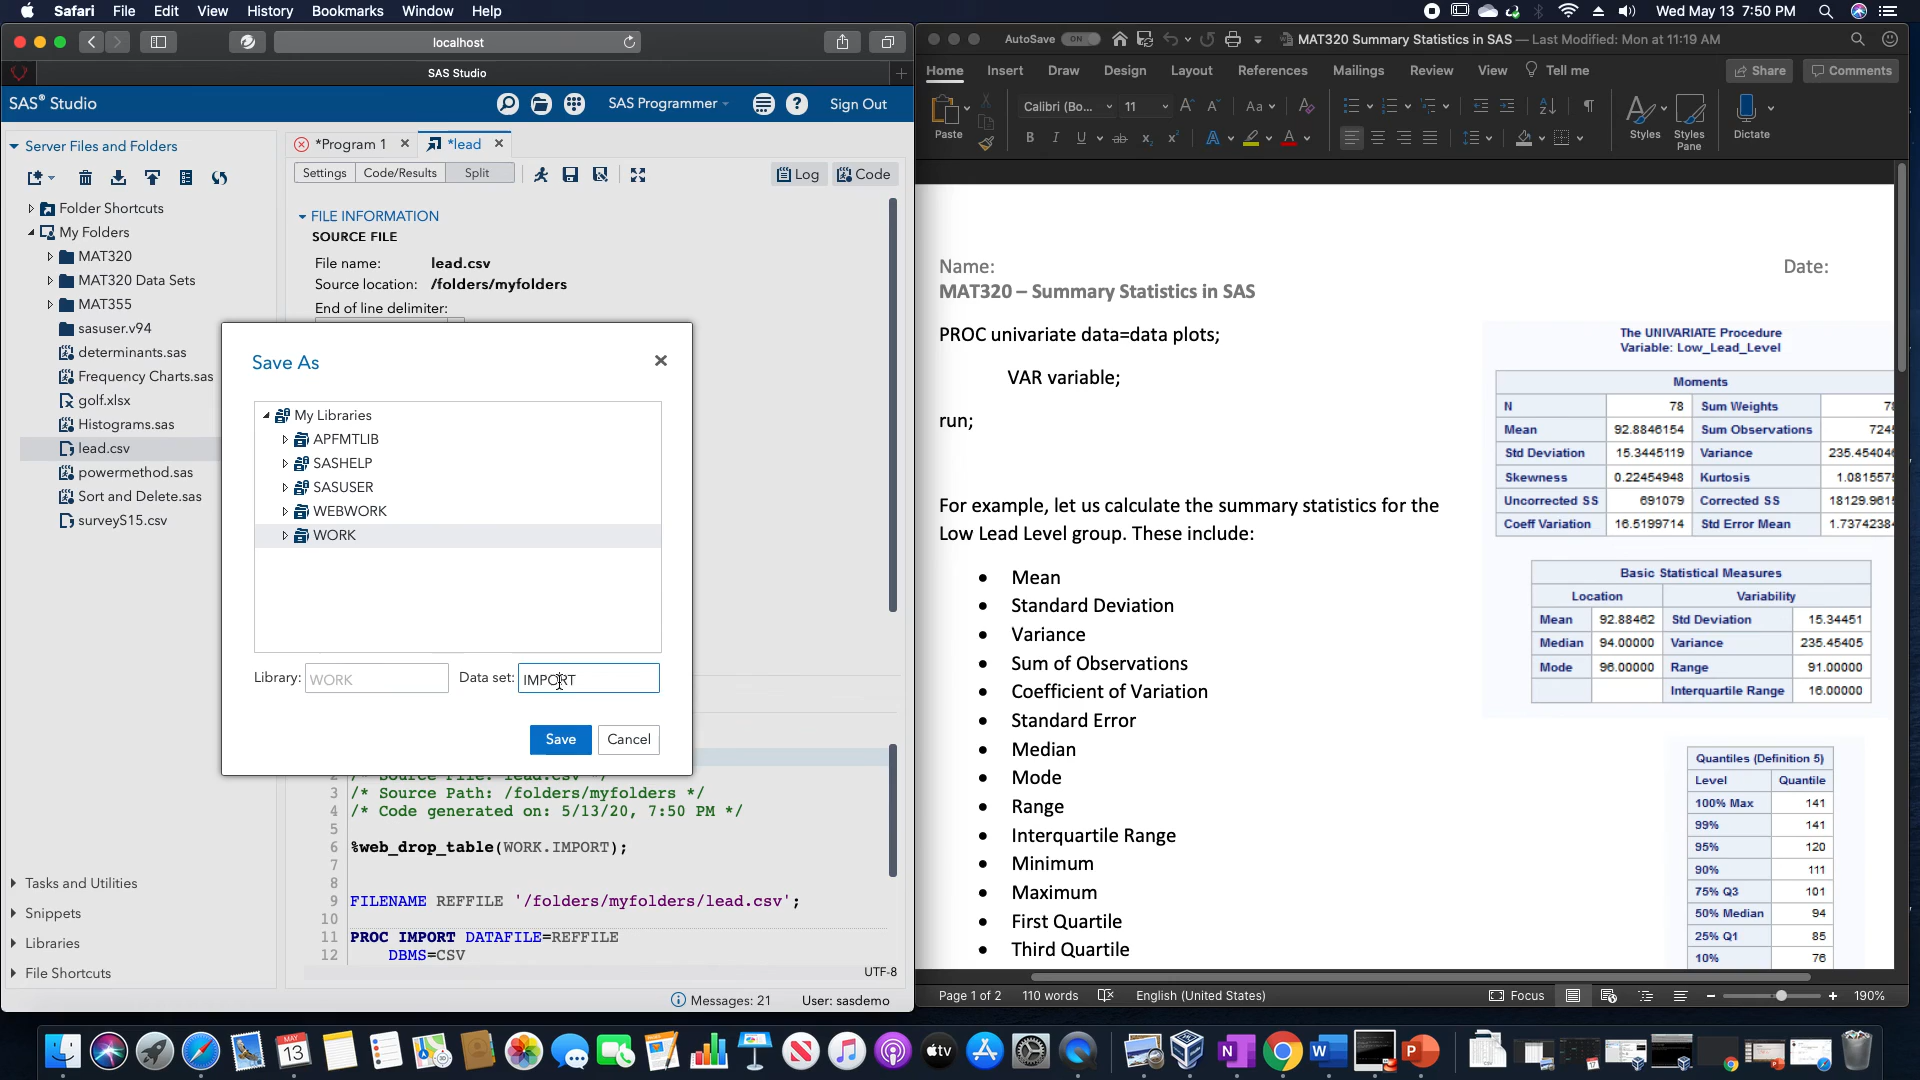 Safari File Edit View History Bookmarks Window Help
Wed May 13 7:50 PM
localhost
SAS Studio
SAS® Studio
SAS Programmer
Sign Out
Server Files and Folders
Folder Shortcuts
My Folders
MAT320
MAT320 Data Sets
MAT355
sasuser.v94
determinants.sas
Frequency Charts.sas
golf.xlsx
Histograms.sas
lead.csv
powermethod.sas
Sort and Delete.sas
surveyS15.csv
Tasks and Utilities
Snippets
Libraries
File Shortcuts
*Program 1
*lead
Settings Code/Results Split
Log Code
FILE INFORMATION
SOURCE FILE
File name: lead.csv
Source location: /folders/myfolders
End of line delimiter:
Save As
My Libraries
APFMTLIB
SASHELP
SASUSER
WEBWORK
WORK
Library: WORK Data set: IMPORT
Save Cancel
2 /* Source File: lead.csv */
3 /* Source Path: /folders/myfolders */
4 /* Code generated on: 5/13/20, 7:50 PM */
5
6 %web_drop_table(WORK.IMPORT);
7
8
9 FILENAME REFFILE '/folders/myfolders/lead.csv';
10
11 PROC IMPORT DATAFILE=REFFILE
12 DBMS=CSV
UTF-8
Messages: 21 User: sasdemo
AutoSave ON
MAT320 Summary Statistics in SAS — Last Modified: Mon at 11:19 AM
Home Insert Draw Design Layout References Mailings Review View Tell me
Share Comments
Paste
Calibri (Bo... 11
Styles
Styles Pane
Dictate
Name: Date:
MAT320 – Summary Statistics in SAS
PROC univariate data=data plots;
VAR variable;
run;
For example, let us calculate the summary statistics for the
Low Lead Level group. These include:
• Mean
• Standard Deviation
• Variance
• Sum of Observations
• Coefficient of Variation
• Standard Error
• Median
• Mode
• Range
• Interquartile Range
• Minimum
• Maximum
• First Quartile
• Third Quartile
The UNIVARIATE Procedure
Variable: Low_Lead_Level
Moments
N 78 Sum Weights 78
Mean 92.8846154 Sum Observations 7245
Std Deviation 15.3445119 Variance 235.454046
Skewness 0.22454948 Kurtosis 1.0815575
Uncorrected SS 691079 Corrected SS 18129.9615
Coeff Variation 16.5199714 Std Error Mean 1.73742384
Basic Statistical Measures
Location Variability
Mean 92.88462 Std Deviation 15.34451
Median 94.00000 Variance 235.45405
Mode 96.00000 Range 91.00000
Interquartile Range 16.00000
Quantiles (Definition 5)
Level Quantile
100% Max 141
99% 141
95% 120
90% 111
75% Q3 101
50% Median 94
25% Q1 85
10% 76
Page 1 of 2 110 words English (United States)
Focus
190%